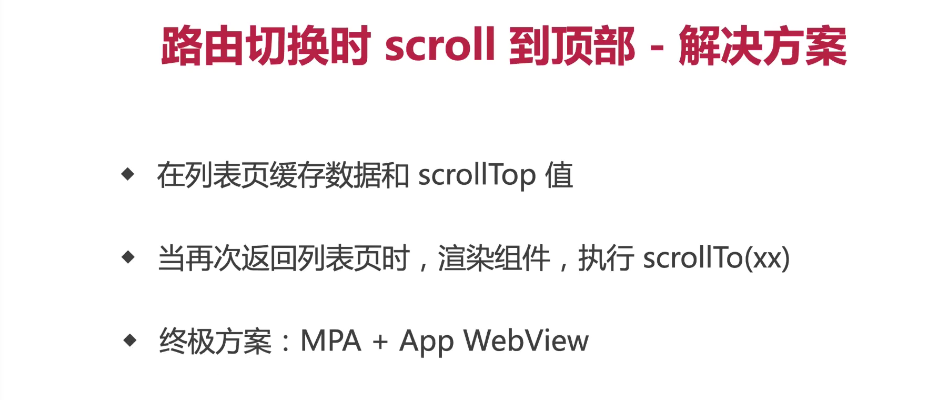 路由切换时 scroll 到顶部 - 解决方案
◆ 在列表页缓存数据和 scrollTop 值
◆ 当再次返回列表页时，渲染组件，执行 scrollTo(xx)
◆ 终极方案：MPA + App WebView